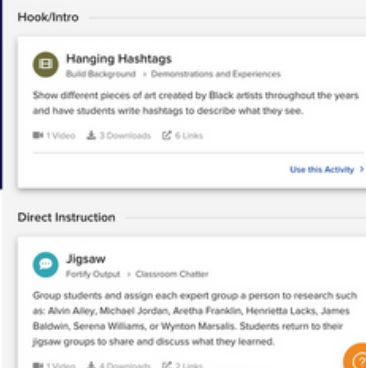 Hook/Intro
Hanging Hashtags
Build Background > Demonstrations and Experiences
Show different pieces of art created by Black artists throughout the years
and have students write hashtags to describe what they see.
1 Video 3 Downloads 6 Links
Use this Activity >
Direct Instruction
Jigsaw
Fortify Output > Classroom Chatter
Group students and assign each expert group a person to research such
as: Alvin Ailey, Michael Jordan, Aretha Franklin, Henrietta Lacks, James
Baldwin, Serena Williams, or Wynton Marsalis. Students return to their
jigsaw groups to share and discuss what they learned.
1 Video 4 Downloads 2 Links